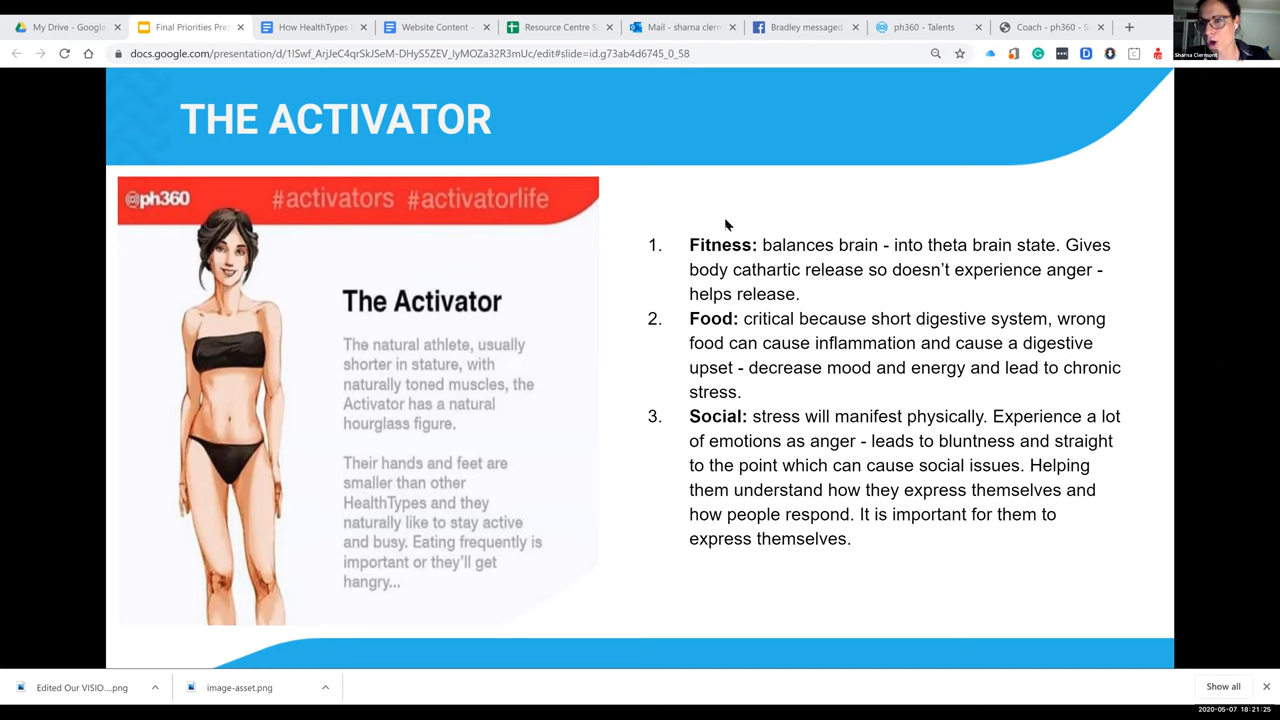 My Drive - Google
Final Priorities Pre
How HealthTypes
Website Content -
Resource Centre S
Mail - sharna clerm
Bradley messaged
ph360 - Talents
Coach - ph360 - S
docs.google.com/presentation/d/1ISwf_ArjJeC4qrSkJSeM-DHyS5ZEV_lyMOZa32R3mUc/edit#slide=id.g73ab4d6745_0_58
Sharna Clermont
THE ACTIVATOR
@ph360 #activators #activatorlife
The Activator
The natural athlete, usually
shorter in stature, with
naturally toned muscles, the
Activator has a natural
hourglass figure.
Their hands and feet are
smaller than other
HealthTypes and they
naturally like to stay active
and busy. Eating frequently is
important or they'll get
hangry...
1. Fitness: balances brain - into theta brain state. Gives
body cathartic release so doesn't experience anger -
helps release.
2. Food: critical because short digestive system, wrong
food can cause inflammation and cause a digestive
upset - decrease mood and energy and lead to chronic
stress.
3. Social: stress will manifest physically. Experience a lot
of emotions as anger - leads to bluntness and straight
to the point which can cause social issues. Helping
them understand how they express themselves and
how people respond. It is important for them to
express themselves.
Edited Our VISIO....png
image-asset.png
Show all
2020-05-07 18:21:25